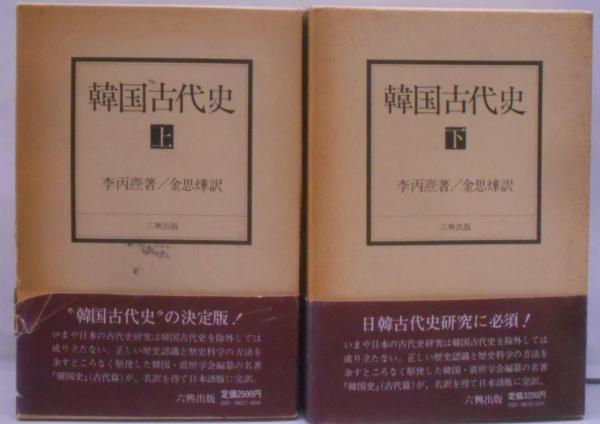 韓国古代史
上
李丙燾著/金思燁訳
六興出版
"韓国古代史"の決定版!
いまや日本の古代史研究は韓国古代史を除外しては
成り立たない。正しい歴史認識と歴史科学の方法を
余すところなく駆使した韓国・震檀学会編纂の名著
『韓国史』(古代篇)が、名訳を得て日本語版に完訳。
六興出版
定価2500円
韓国古代史
下
李丙燾著/金思燁訳
六興出版
日韓古代史研究に必須!
いまや日本の古代史研究は韓国古代史を除外しては
成り立たない。正しい歴史認識と歴史科学の方法を
余すところなく駆使した韓国・震檀学会編纂の名著
『韓国史』(古代篇)が、名訳を得て日本語版に完訳。
六興出版
定価3200円